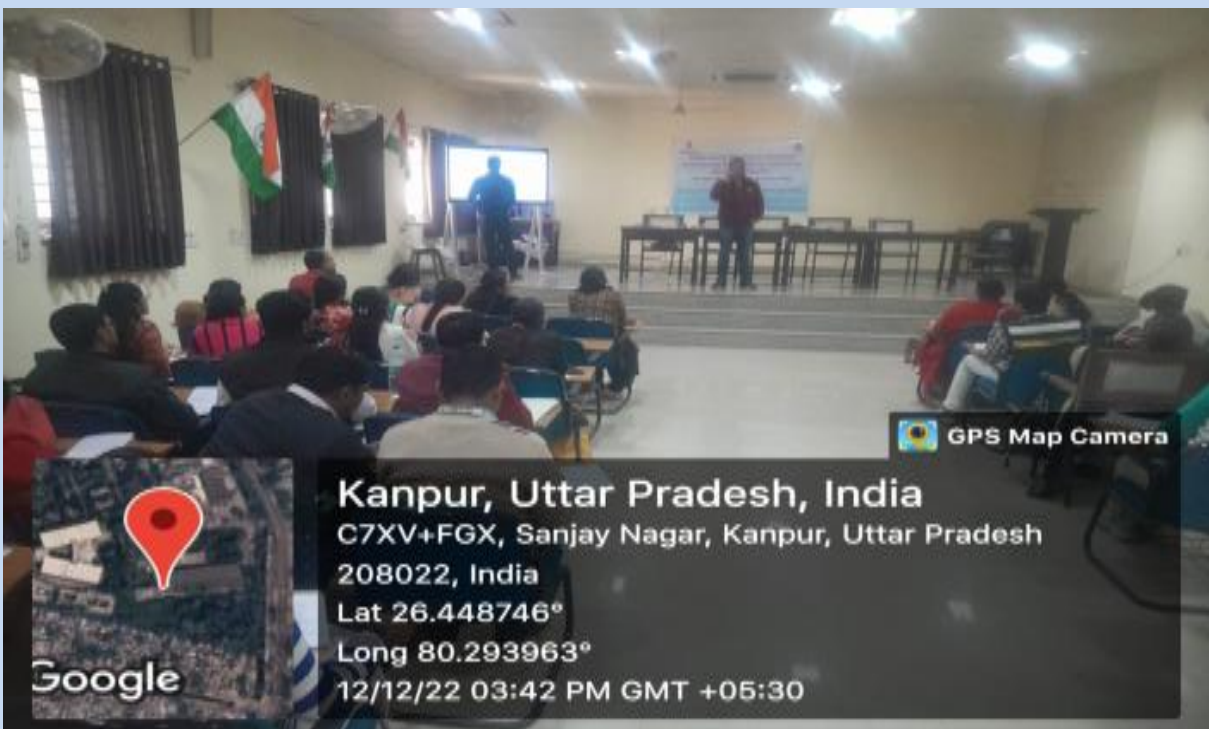 GPS Map Camera
Kanpur, Uttar Pradesh, India
C7XV+FGX, Sanjay Nagar, Kanpur, Uttar Pradesh
208022, India
Lat 26.448746°
Long 80.293963°
12/12/22 03:42 PM GMT +05:30
Google